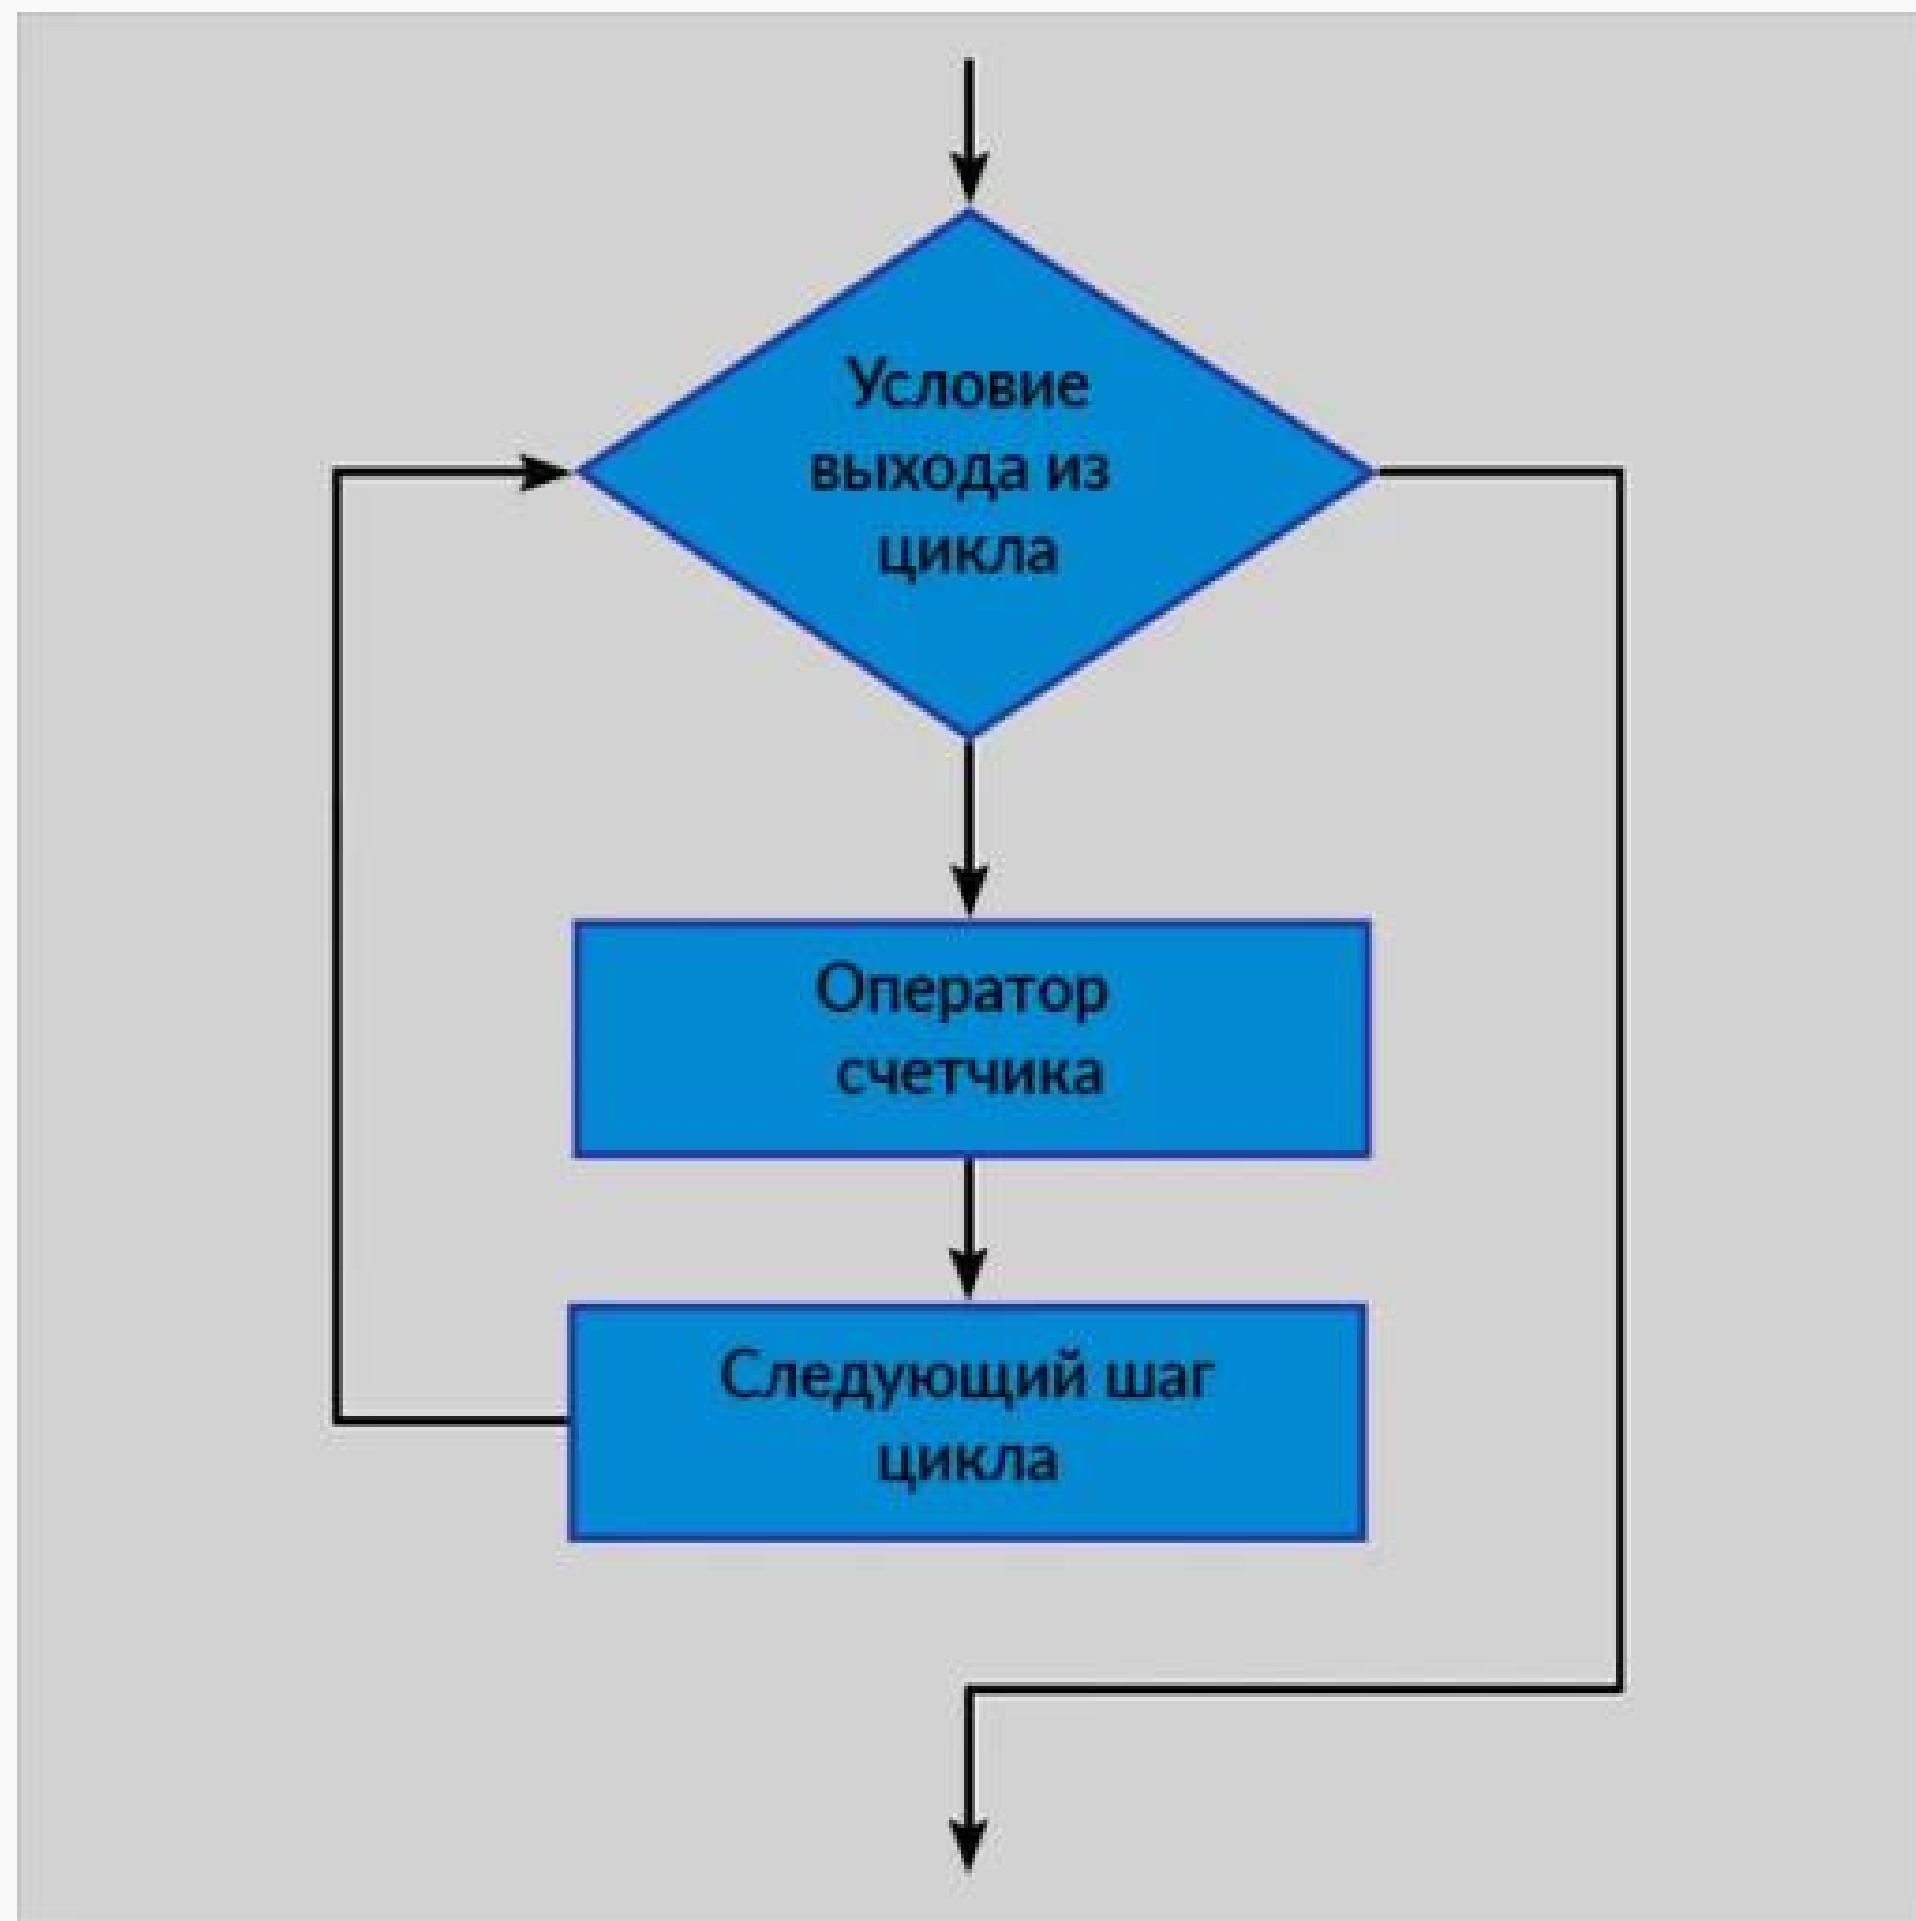 Условие
выхода из
цикла
Оператор
счетчика
Следующий шаг
цикла